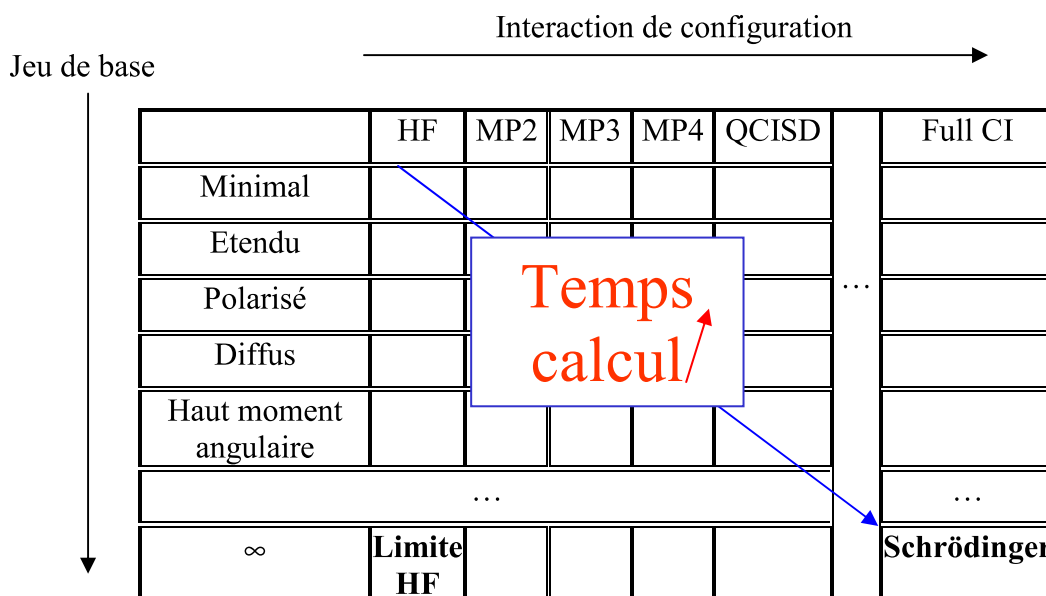 Interaction de configuration
Jeu de base
HF MP2 MP3 MP4 QCISD Full CI
Minimal
Etendu
Polarisé
Diffus
Haut moment
angulaire
Temps
calcul
…
… …
∞ Limite Schrödinger
HF